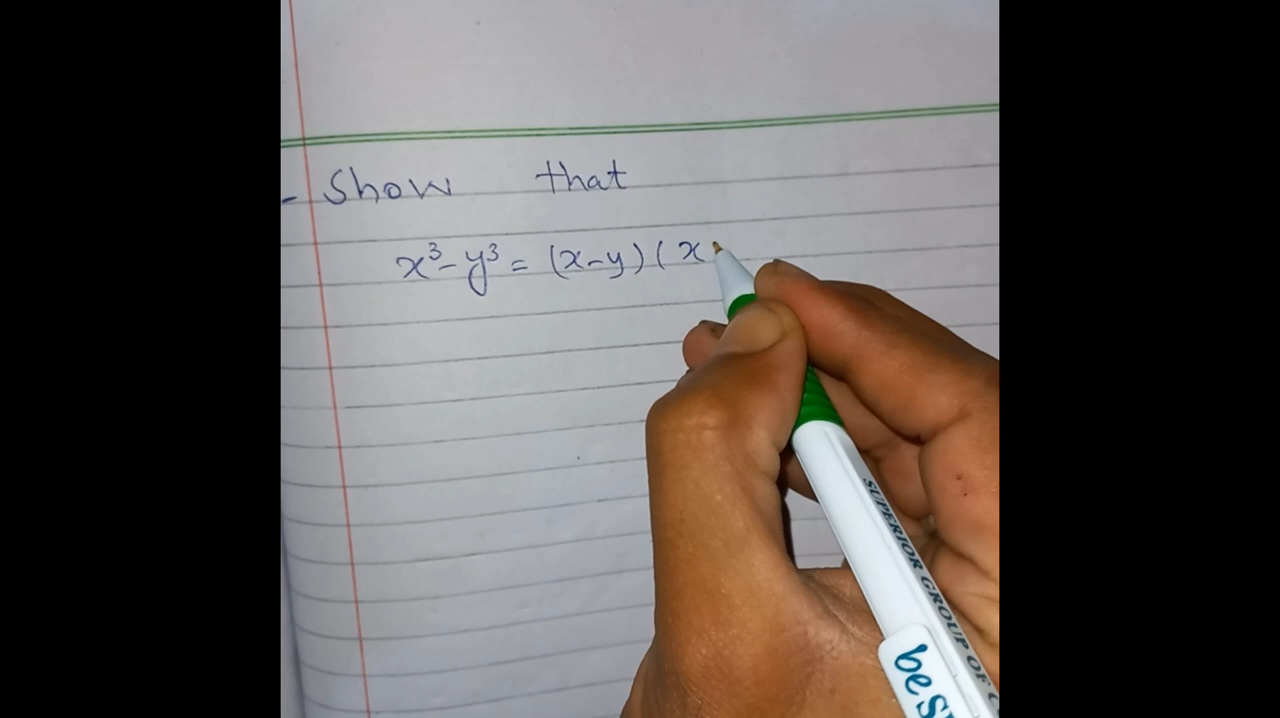 - Show that
x³-y³ = (x-y)(x
SUPERIOR GROUP OF
be